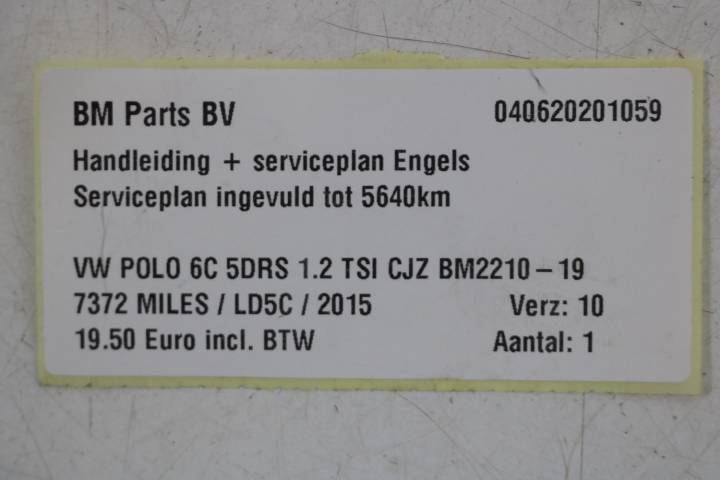 BM Parts BV 040620201059
Handleiding + serviceplan Engels
Serviceplan ingevuld tot 5640km
VW POLO 6C 5DRS 1.2 TSI CJZ BM2210-19
7372 MILES / LD5C / 2015 Verz: 10
19.50 Euro incl. BTW Aantal: 1